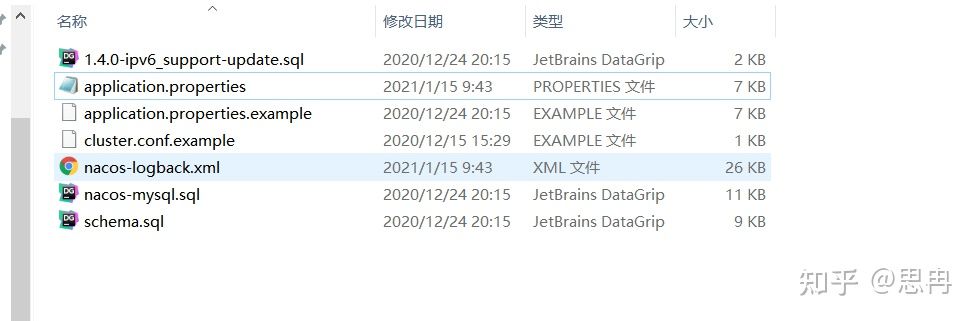 名称 修改日期 类型 大小
1.4.0-ipv6_support-update.sql 2020/12/24 20:15 JetBrains DataGrip 2 KB
application.properties 2021/1/15 9:43 PROPERTIES 文件 7 KB
application.properties.example 2020/12/24 20:15 EXAMPLE 文件 7 KB
cluster.conf.example 2020/12/15 15:29 EXAMPLE 文件 1 KB
nacos-logback.xml 2021/1/15 9:43 XML 文件 26 KB
nacos-mysql.sql 2020/12/24 20:15 JetBrains DataGrip 11 KB
schema.sql 2020/12/24 20:15 JetBrains DataGrip 9 KB
知乎 @思冉